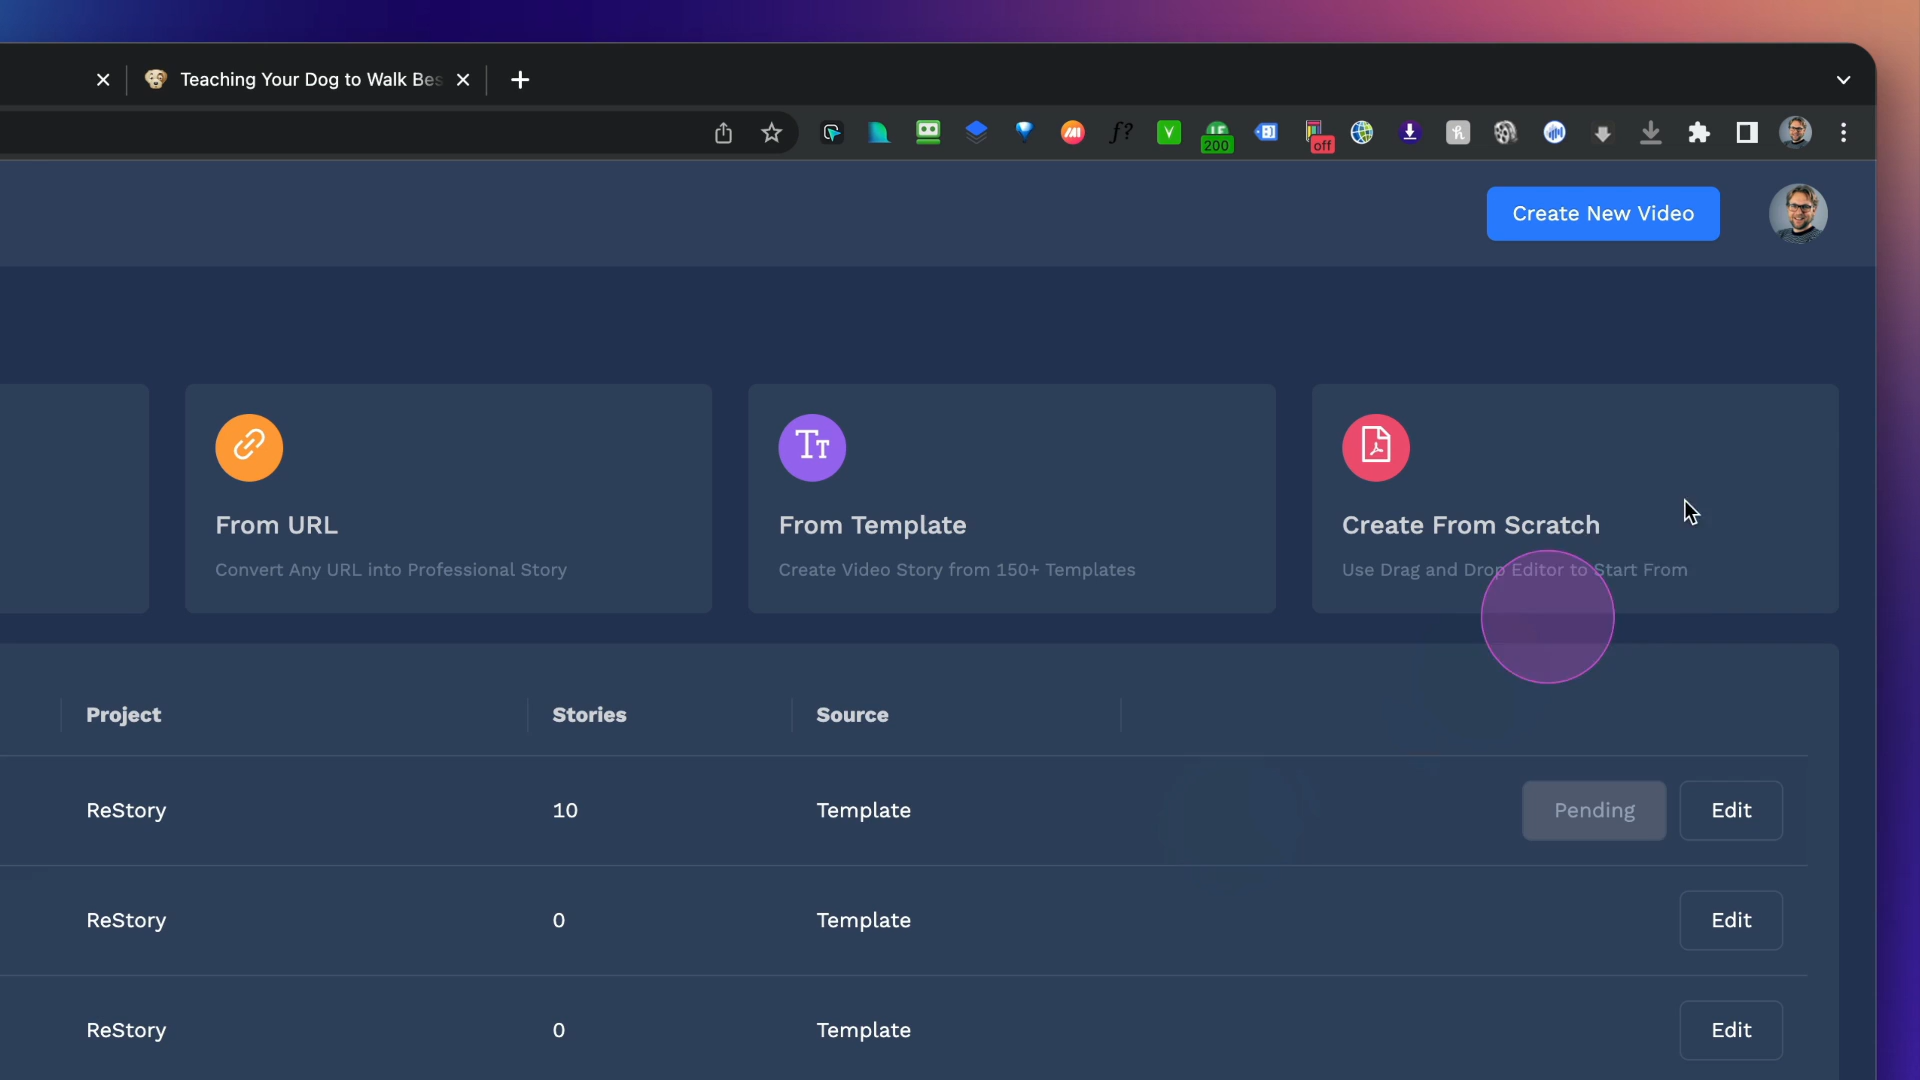 Teaching Your Dog to Walk Bes
f?
V
LF
200
off
Create New Video
TT
From URL
Convert Any URL into Professional Story
From Template
Create Video Story from 150+ Templates
Create From Scratch
Use Drag and Drop Editor to Start From
Project
Stories
Source
ReStory
10
Template
Pending
Edit
ReStory
0
Template
Edit
ReStory
0
Template
Edit